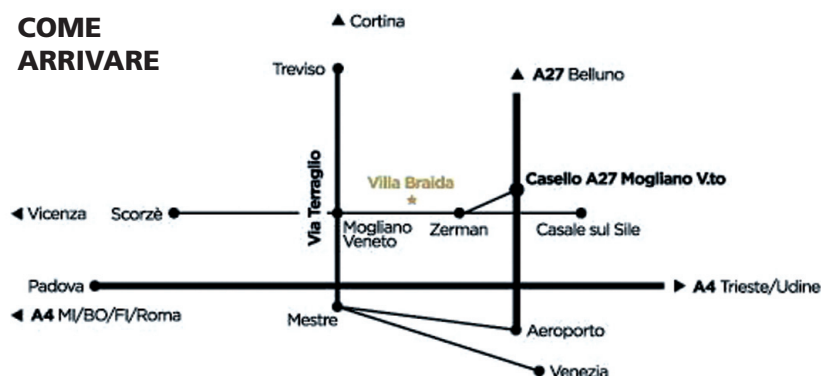 COME
ARRIVARE
Cortina
Treviso
A27 Belluno
Via Terraglio
Villa Braida
Casello A27 Mogliano V.to
Vicenza
Scorzè
Mogliano
Veneto
Zerman
Casale sul Sile
Padova
A4 Trieste/Udine
A4 MI/BO/FI/Roma
Mestre
Aeroporto
Venezia